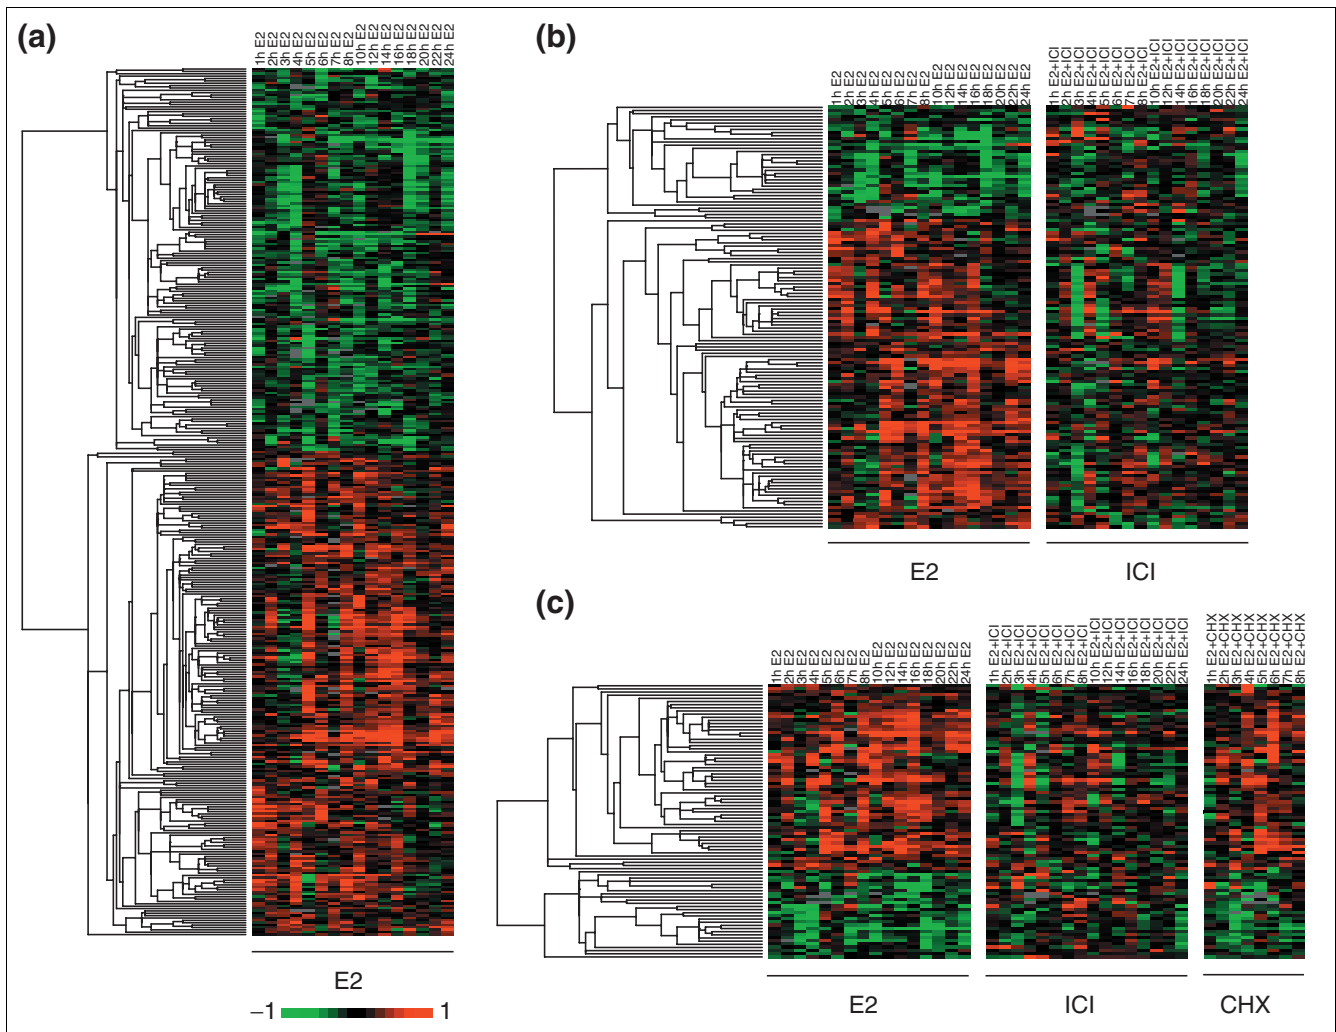 (a)
1h E2
2h E2
3h E2
4h E2
5h E2
6h E2
7h E2
8h E2
10h E2
12h E2
14h E2
16h E2
18h E2
20h E2
22h E2
24h E2
E2
−1
1
(b)
1h E2
2h E2
3h E2
4h E2
5h E2
6h E2
7h E2
8h E2
10h E2
12h E2
14h E2
16h E2
18h E2
20h E2
22h E2
24h E2
1h E2+ICI
2h E2+ICI
3h E2+ICI
4h E2+ICI
5h E2+ICI
6h E2+ICI
7h E2+ICI
8h E2+ICI
10h E2+ICI
12h E2+ICI
14h E2+ICI
16h E2+ICI
18h E2+ICI
20h E2+ICI
22h E2+ICI
24h E2+ICI
E2
ICI
(c)
1h E2
2h E2
3h E2
4h E2
5h E2
6h E2
7h E2
8h E2
10h E2
12h E2
14h E2
16h E2
18h E2
20h E2
22h E2
24h E2
1h E2+ICI
2h E2+ICI
3h E2+ICI
4h E2+ICI
5h E2+ICI
6h E2+ICI
7h E2+ICI
8h E2+ICI
10h E2+ICI
12h E2+ICI
14h E2+ICI
16h E2+ICI
18h E2+ICI
20h E2+ICI
22h E2+ICI
24h E2+ICI
1h E2+CHX
2h E2+CHX
3h E2+CHX
4h E2+CHX
5h E2+CHX
6h E2+CHX
7h E2+CHX
8h E2+CHX
E2
ICI
CHX